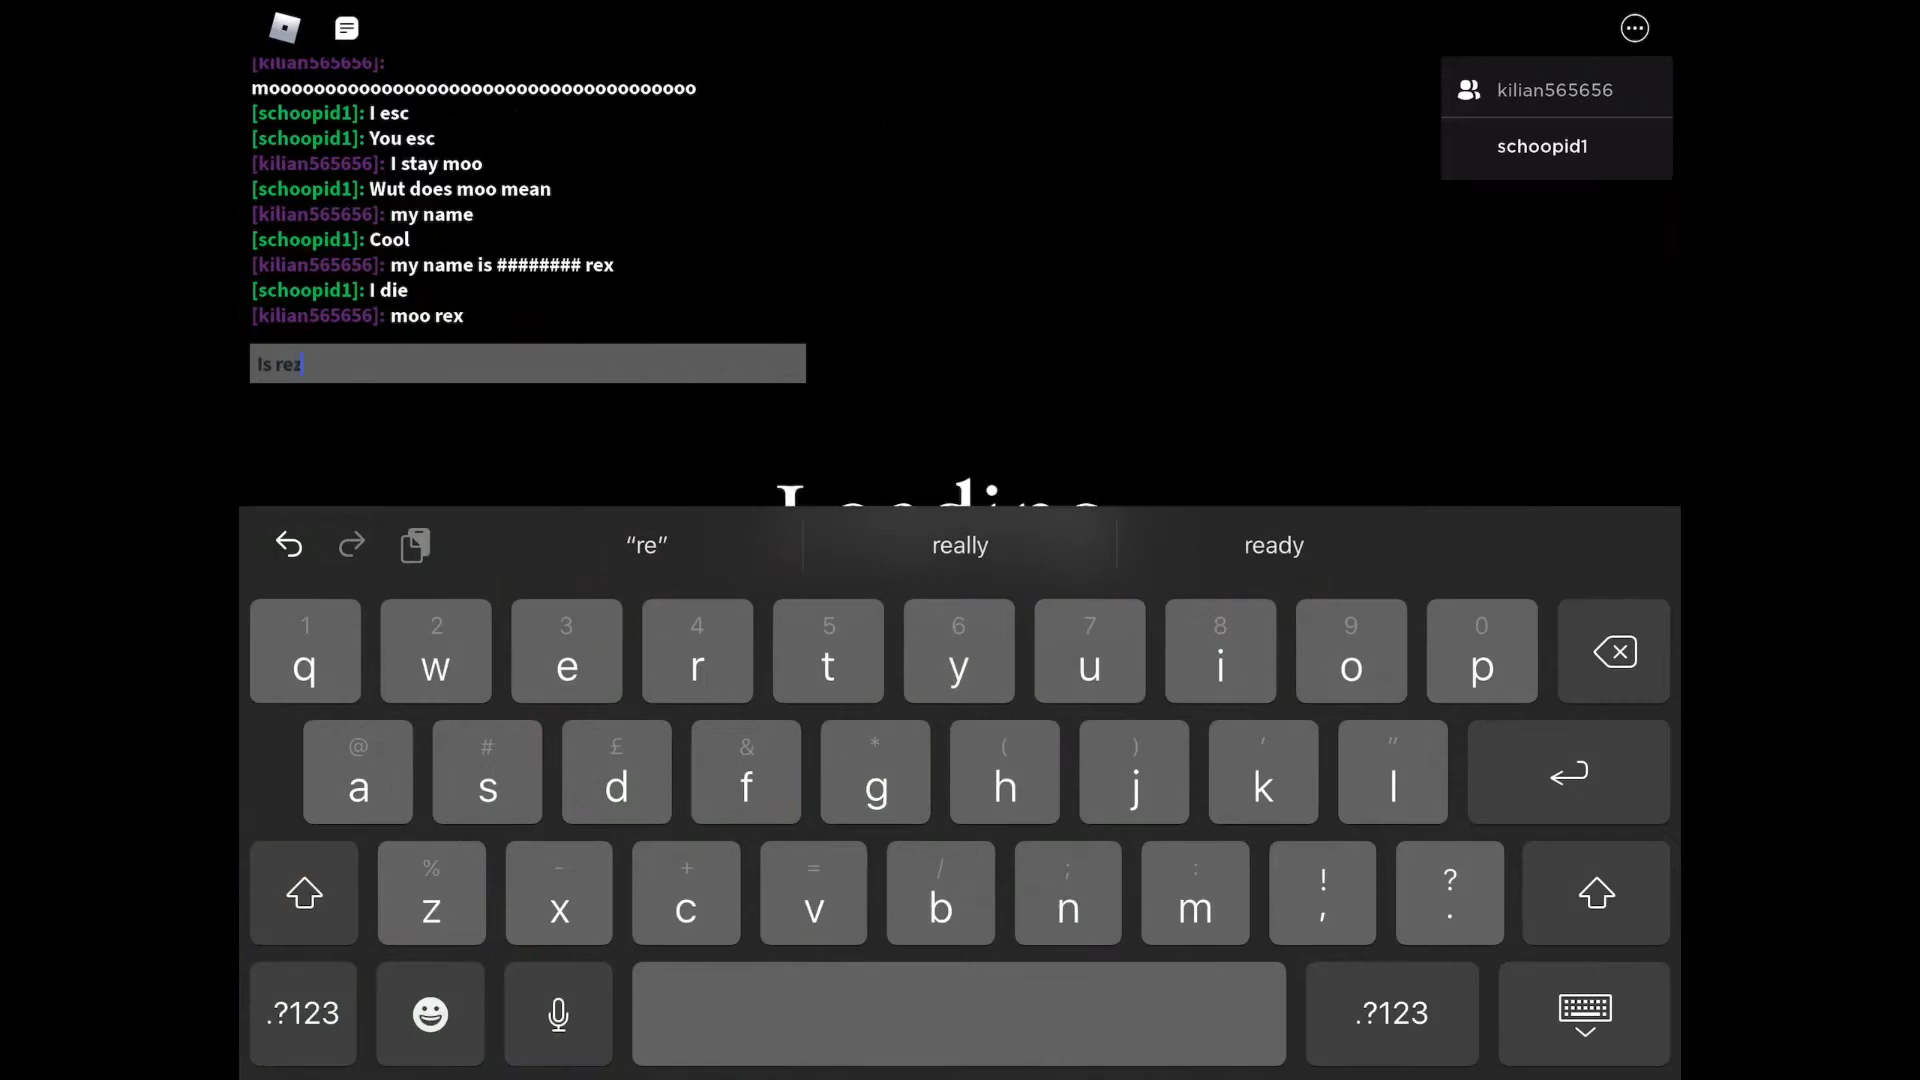 [kilian565656]:
moooooooooooooooooooooooooooooooooooooo
[schoopid1]: I esc
[schoopid1]: You esc
[kilian565656]: I stay moo
[schoopid1]: Wut does moo mean
[kilian565656]: my name
[schoopid1]: Cool
[kilian565656]: my name is ######## rex
[schoopid1]: I die
[kilian565656]: moo rex
Is rez
kilian565656
schoopid1
Loading
“re” really ready
1 2 3 4 5 6 7 8 9 0
q w e r t y u i o p
@ # £ & * ( ) ' "
a s d f g h j k l
% - + = / ; : ! ?
z x c v b n m , .
.?123 .?123